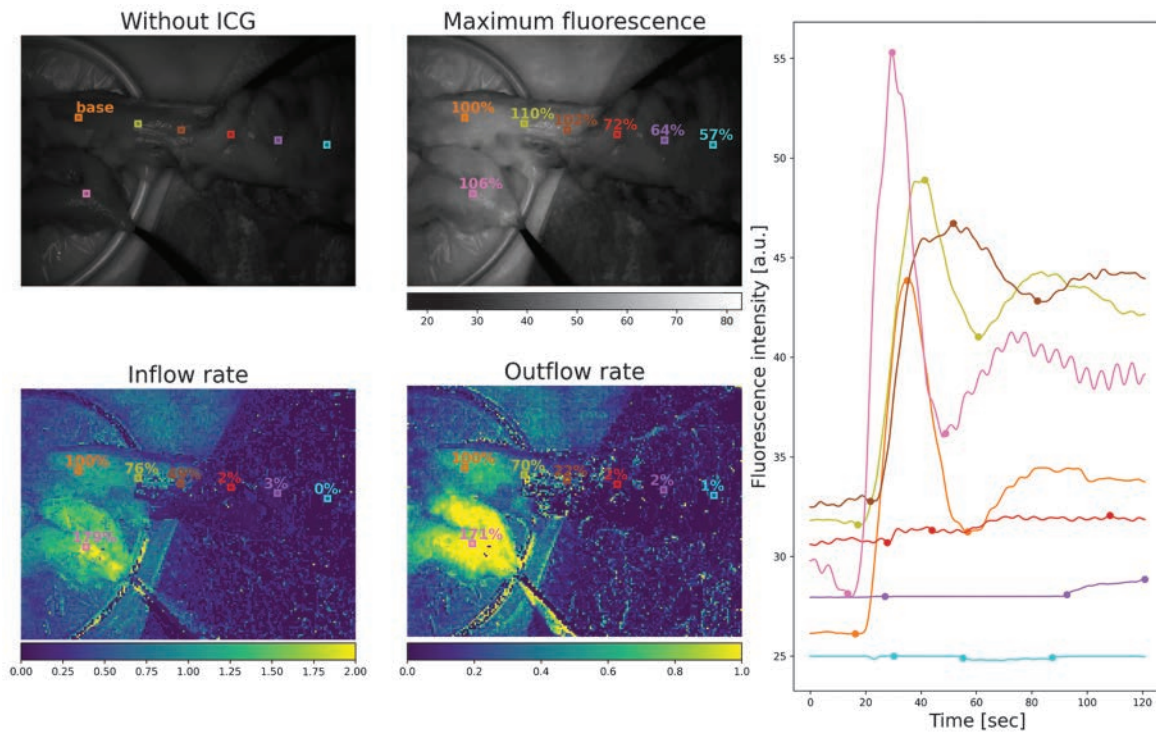 Without ICG
base
Maximum fluorescence
100%
110%
72%
64%
57%
106%
20 30 40 50 60 70 80
Inflow rate
100%
76%
2%
3%
0%
0.00 0.25 0.50 0.75 1.00 1.25 1.50 1.75 2.00
Outflow rate
100%
70%
2%
1%
171%
0.0 0.2 0.4 0.6 0.8 1.0
Fluorescence intensity [a.u.]
55
50
45
40
35
30
25
0 20 40 60 80 100 120
Time [sec]